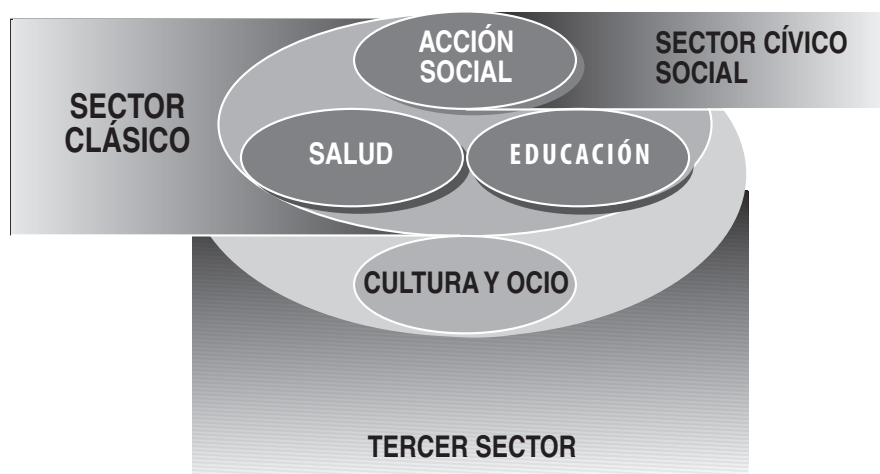 ACCIÓN
SOCIAL
SECTOR CÍVICO
SOCIAL
SECTOR
CLÁSICO
SALUD
EDUCACIÓN
CULTURA Y OCIO
TERCER SECTOR